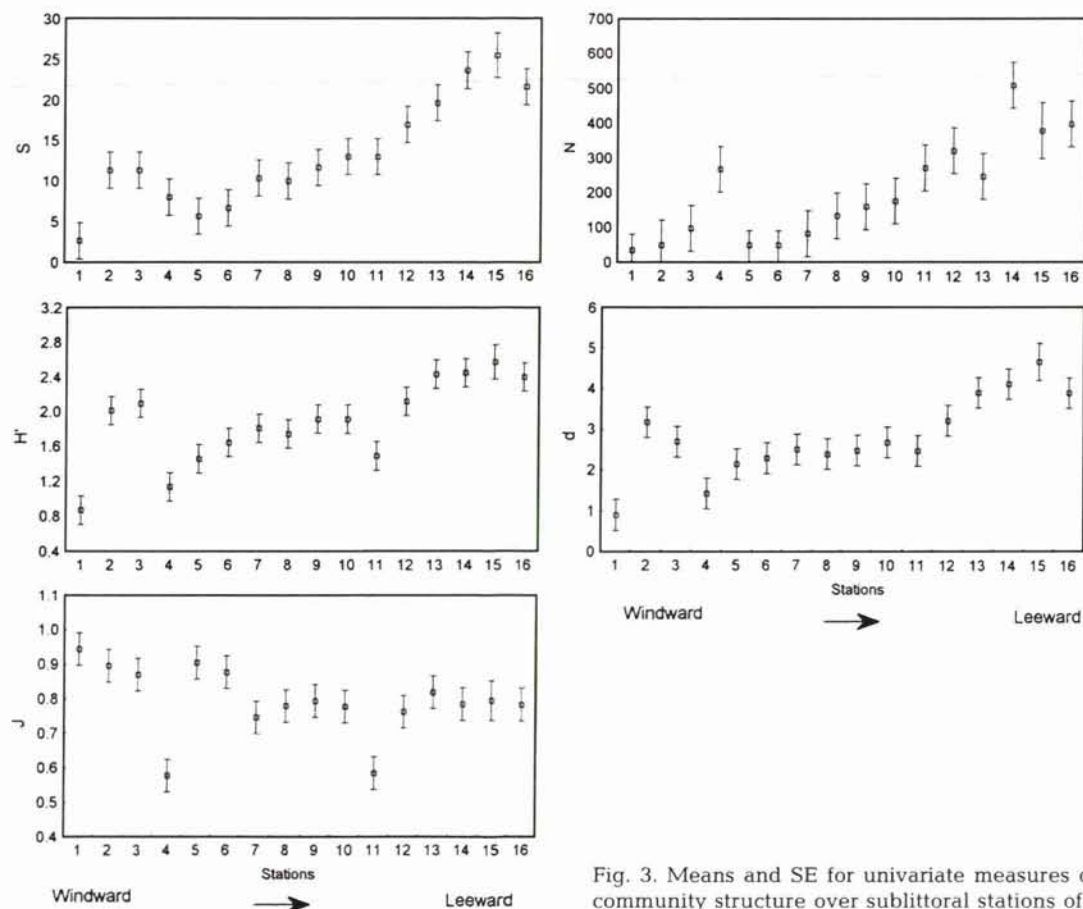 30
25
20
15
10
5
0
S
1 2 3 4 5 6 7 8 9 10 11 12 13 14 15 16
700
600
500
400
300
200
100
0
N
1 2 3 4 5 6 7 8 9 10 11 12 13 14 15 16
3.2
2.8
2.4
2.0
1.6
1.2
0.8
0.4
H'
1 2 3 4 5 6 7 8 9 10 11 12 13 14 15 16
6
5
4
3
2
1
0
d
1 2 3 4 5 6 7 8 9 10 11 12 13 14 15 16
Stations
Windward Leeward
1.1
1.0
0.9
0.8
0.7
0.6
0.5
0.4
J
1 2 3 4 5 6 7 8 9 10 11 12 13 14 15 16
Stations
Windward Leeward
Fig. 3. Means and SE for univariate measures
community structure over sublittoral stations of